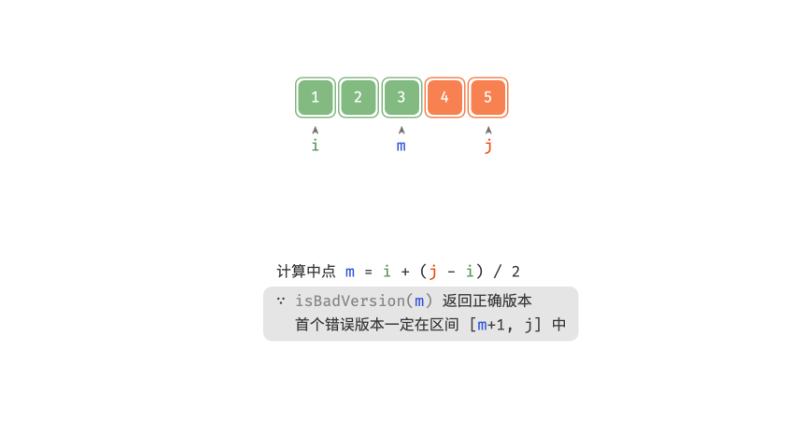 1 2 3 4 5
i m j
计算中点 m = i + (j - i) / 2
∵ isBadVersion(m) 返回正确版本
首个错误版本一定在区间 [m+1, j] 中